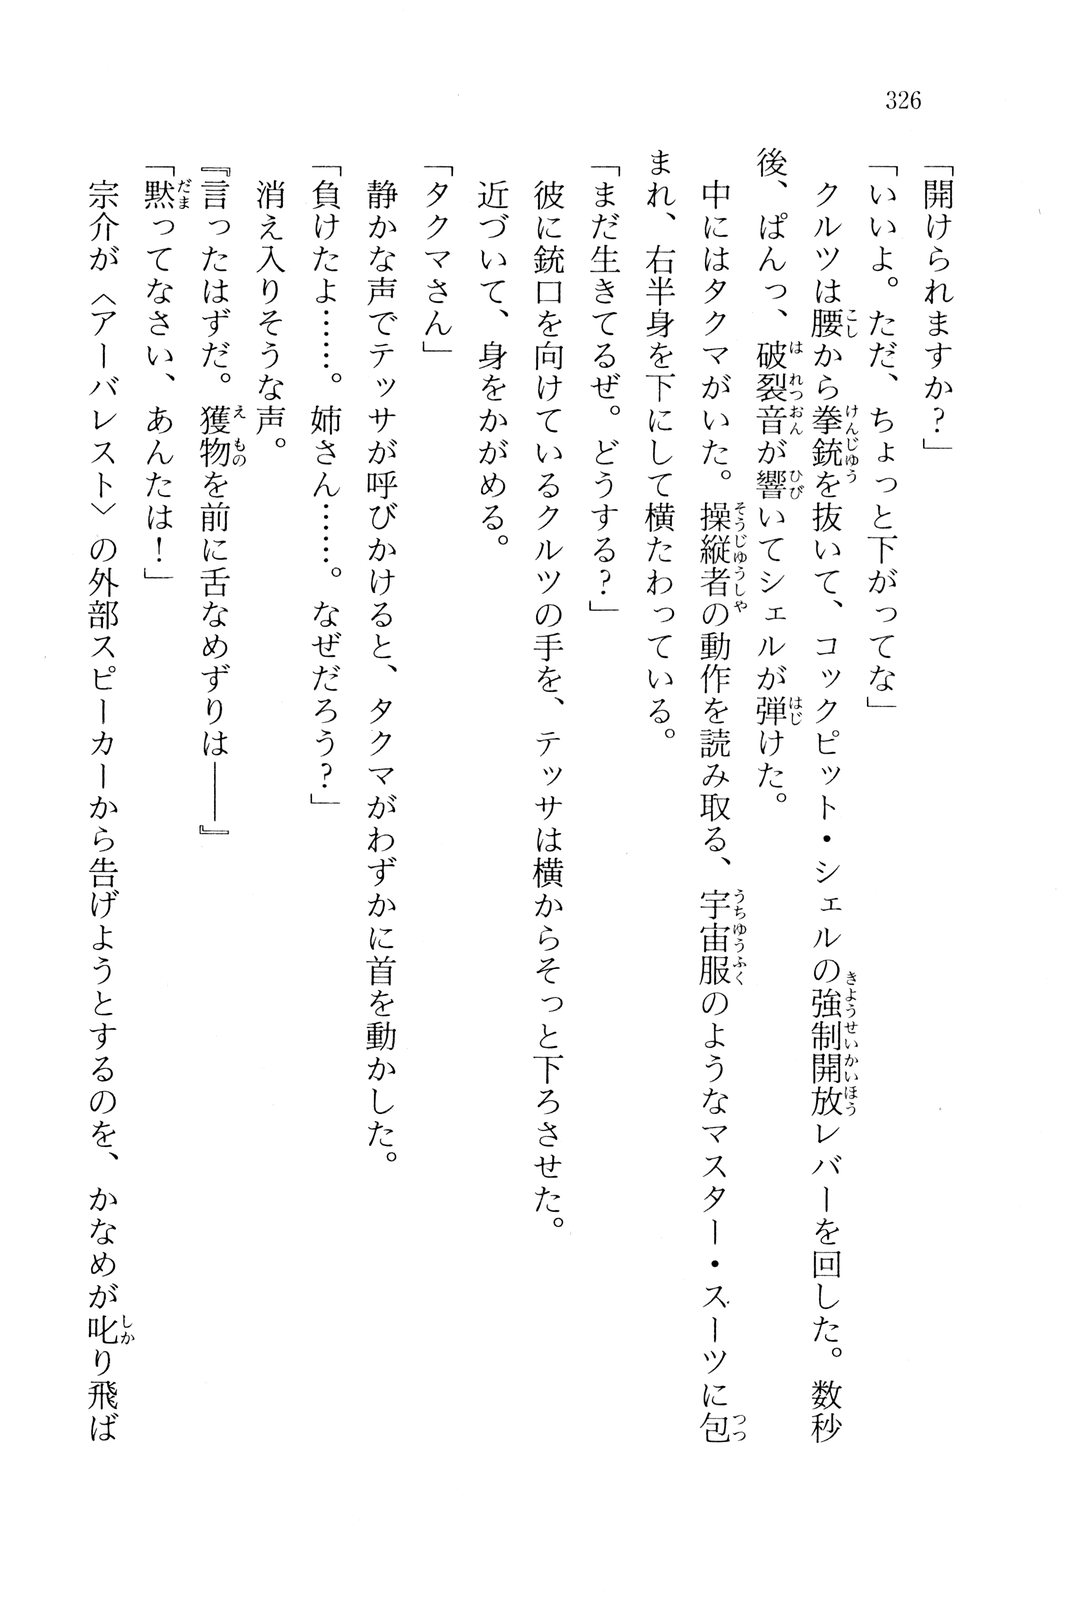 326
「開けられますか？」
「いいよ。ただ、ちょっと下がってな」
クルツは腰から拳銃を抜いて、コックピット・シェルの強制開放レバーを回した。数秒
後、ぱんっ、破裂音が響いてシェルが弾けた。
中にはタクマがいた。操縦者の動作を読み取る、宇宙服のようなマスター・スーツに包
まれ、右半身を下にして横たわっている。
「まだ生きてるぜ。どうする？」
彼に銃口を向けているクルツの手を、テッサは横からそっと下ろさせた。
近づいて、身をかがめる。
「タクマさん」
静かな声でテッサが呼びかけると、タクマがわずかに首を動かした。
「負けたよ……。姉さん……。なぜだろう？」
消え入りそうな声。
『言ったはずだ。獲物を前に舌なめずりは――』
「黙ってなさい、あんたは！」
宗介が〈アーバレスト〉の外部スピーカーから告げようとするのを、かなめが叱り飛ば